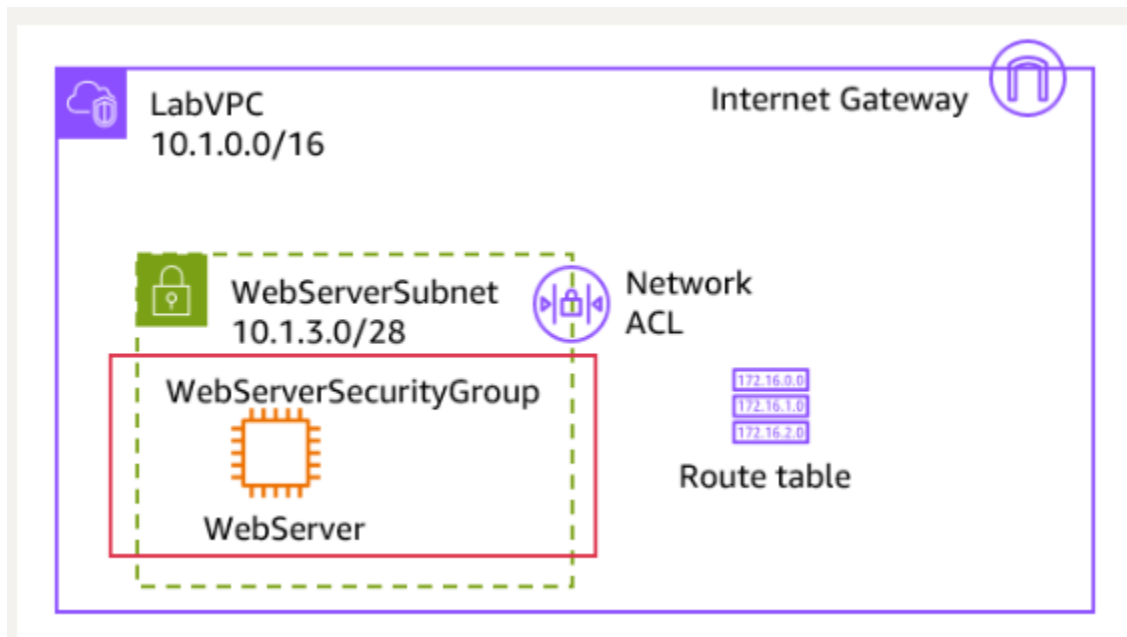 LabVPC
10.1.0.0/16
Internet Gateway
WebServerSubnet
10.1.3.0/28
Network
ACL
WebServerSecurityGroup
WebServer
172.16.0.0
172.16.1.0
172.16.2.0
Route table